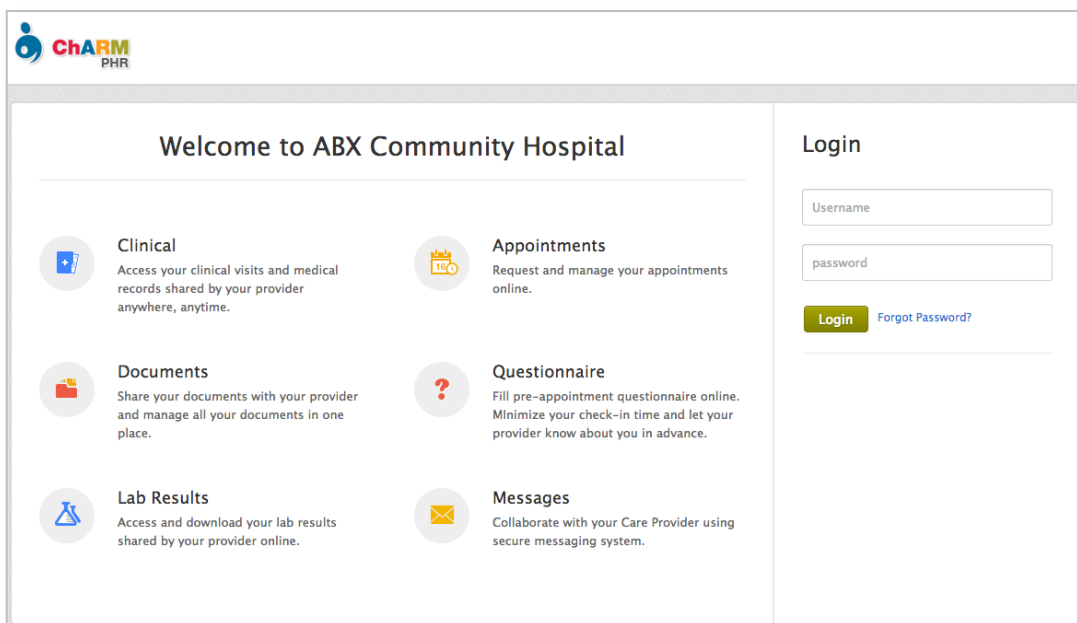 ChARM
PHR
Welcome to ABX Community Hospital
Clinical
Access your clinical visits and medical
records shared by your provider
anywhere, anytime.
Appointments
Request and manage your appointments
online.
16
Documents
Share your documents with your provider
and manage all your documents in one
place.
Questionnaire
Fill pre-appointment questionnaire online.
MInimize your check-in time and let your
provider know about you in advance.
?
Lab Results
Access and download your lab results
shared by your provider online.
Messages
Collaborate with your Care Provider using
secure messaging system.
Login
Username
password
Login
Forgot Password?